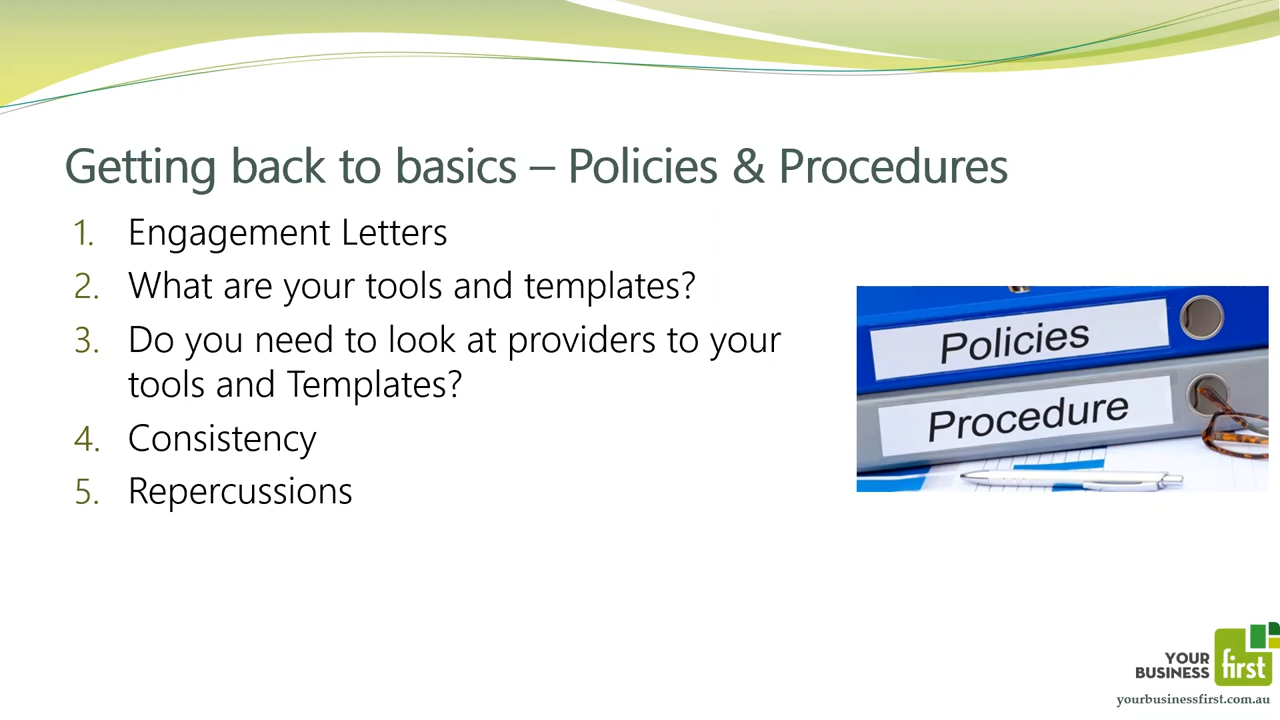 Getting back to basics – Policies & Procedures
1. Engagement Letters
2. What are your tools and templates?
3. Do you need to look at providers to your
tools and Templates?
4. Consistency
5. Repercussions
Policies
Procedure
YOUR
BUSINESS
first
yourbusinessfirst.com.au